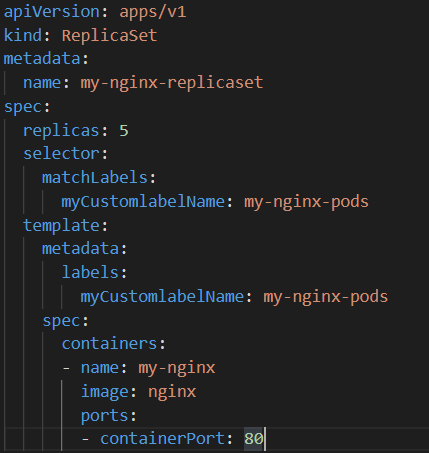 apiVersion: apps/v1
kind: ReplicaSet
metadata:
  name: my-nginx-replicaset
spec:
  replicas: 5
  selector:
    matchLabels:
      myCustomlabelName: my-nginx-pods
  template:
    metadata:
      labels:
        myCustomlabelName: my-nginx-pods
    spec:
      containers:
      - name: my-nginx
        image: nginx
        ports:
        - containerPort: 80